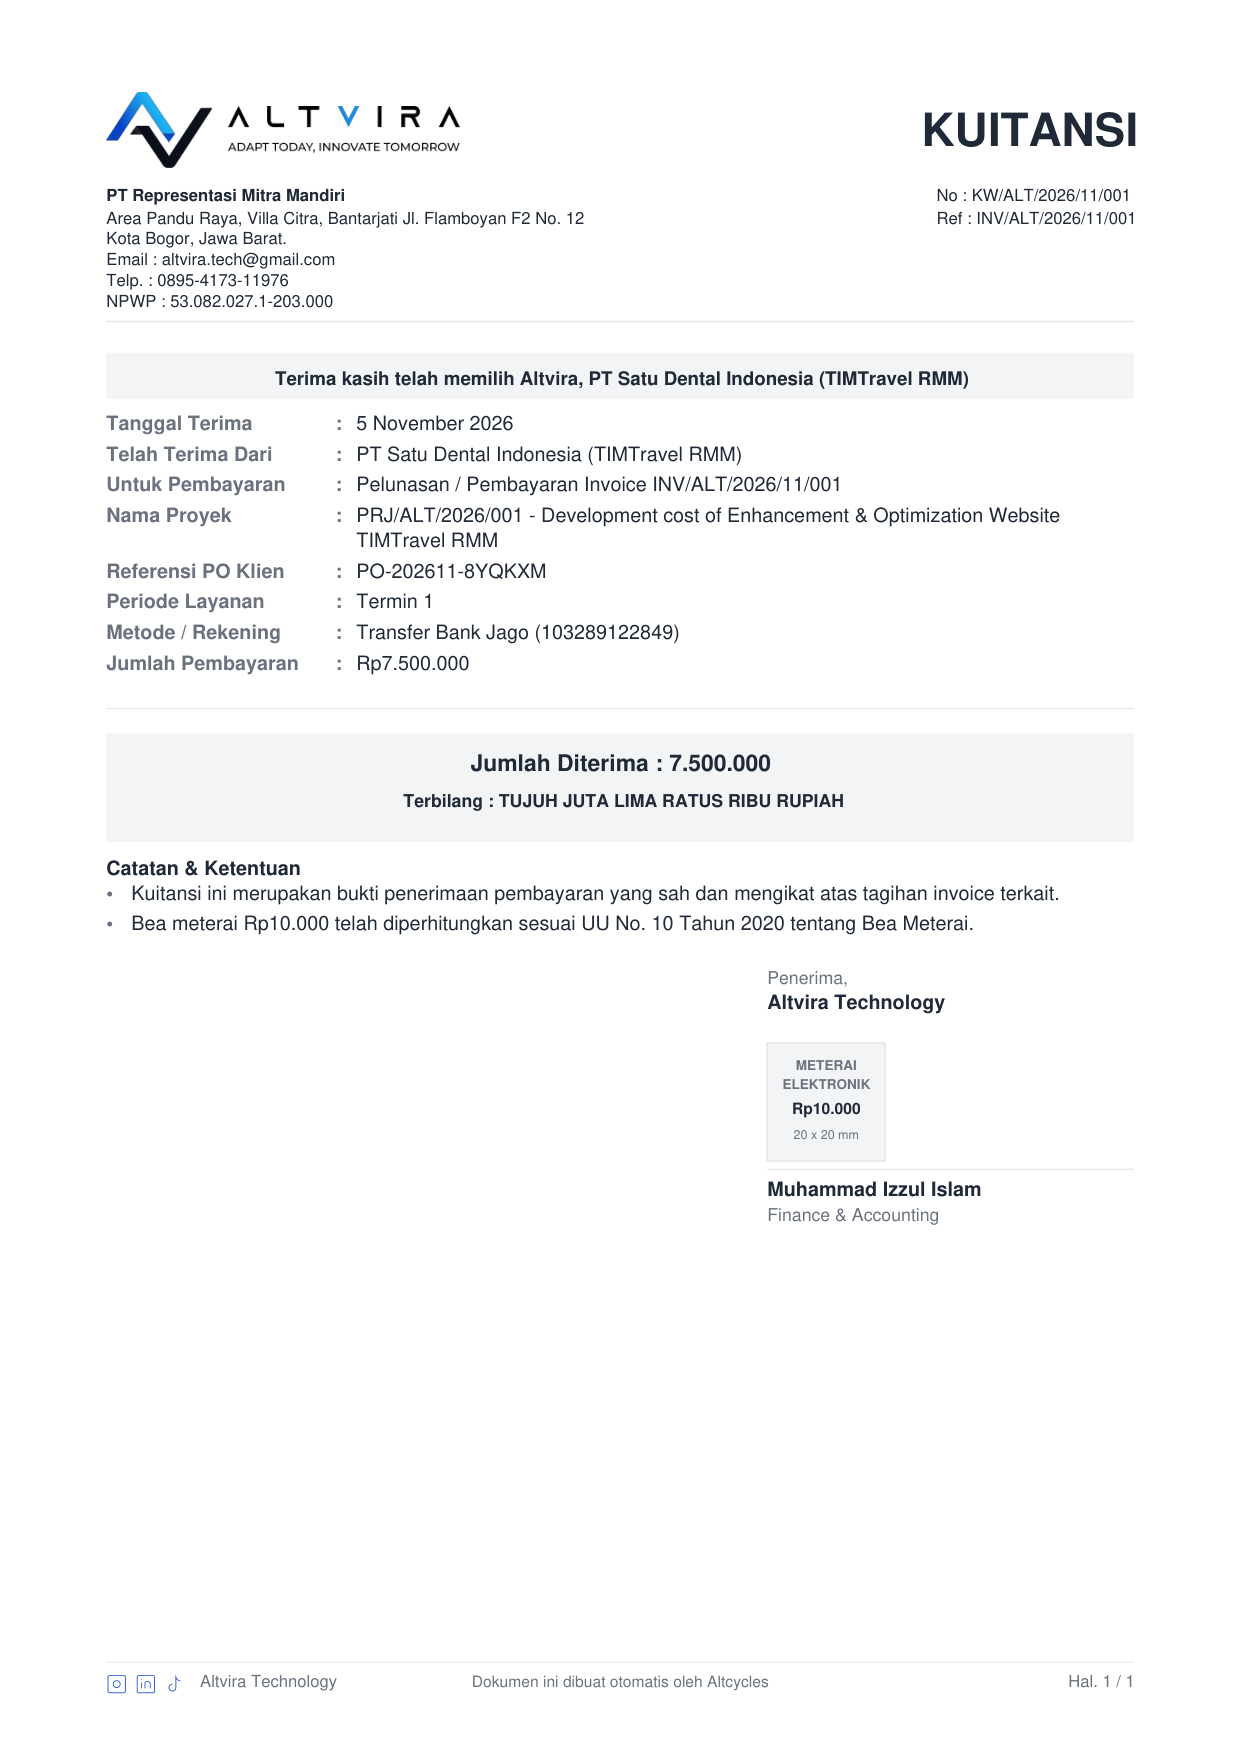 ALTVIRA
ADAPT TODAY, INNOVATE TOMORROW
KUITANSI
PT Representasi Mitra Mandiri
Area Pandu Raya, Villa Citra, Bantarjati Jl. Flamboyan F2 No. 12
Kota Bogor, Jawa Barat.
Email : altvira.tech@gmail.com
Telp. : 0895-4173-11976
NPWP : 53.082.027.1-203.000
No : KW/ALT/2026/11/001
Ref : INV/ALT/2026/11/001
Terima kasih telah memilih Altvira, PT Satu Dental Indonesia (TIMTravel RMM)
Tanggal Terima : 5 November 2026
Telah Terima Dari : PT Satu Dental Indonesia (TIMTravel RMM)
Untuk Pembayaran : Pelunasan / Pembayaran Invoice INV/ALT/2026/11/001
Nama Proyek : PRJ/ALT/2026/001 - Development cost of Enhancement & Optimization Website
TIMTravel RMM
Referensi PO Klien : PO-202611-8YQKXM
Periode Layanan : Termin 1
Metode / Rekening : Transfer Bank Jago (103289122849)
Jumlah Pembayaran : Rp7.500.000
Jumlah Diterima : 7.500.000
Terbilang : TUJUH JUTA LIMA RATUS RIBU RUPIAH
Catatan & Ketentuan
• Kuitansi ini merupakan bukti penerimaan pembayaran yang sah dan mengikat atas tagihan invoice terkait.
• Bea meterai Rp10.000 telah diperhitungkan sesuai UU No. 10 Tahun 2020 tentang Bea Meterai.
Penerima,
Altvira Technology
METERAI
ELEKTRONIK
Rp10.000
20 x 20 mm
Muhammad Izzul Islam
Finance & Accounting
Altvira Technology
Dokumen ini dibuat otomatis oleh Altcycles
Hal. 1 / 1